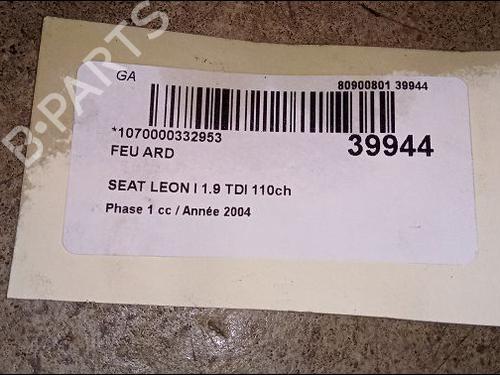 B-PARTS
GA
80900801 39944
*1070000332953
39944
FEU ARD
SEAT LEON I 1.9 TDI 110ch
Phase 1 cc / Année 2004